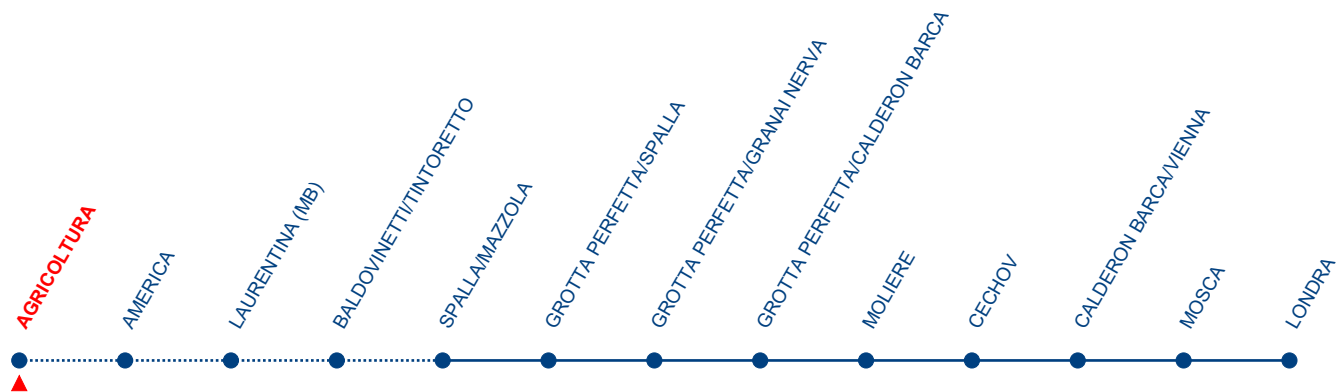 AGRICOLTURA
AMERICA
LAURENTINA (MB)
BALDOVINETTI/TINTORETTO
SPALLA/MAZZOLA
GROTTA PERFETTA/SPALLA
GROTTA PERFETTA/GRANAI NERVA
GROTTA PERFETTA/CALDERON BARCA
MOLIERE
CECHOV
CALDERON BARCA/VIENNA
MOSCA
LONDRA